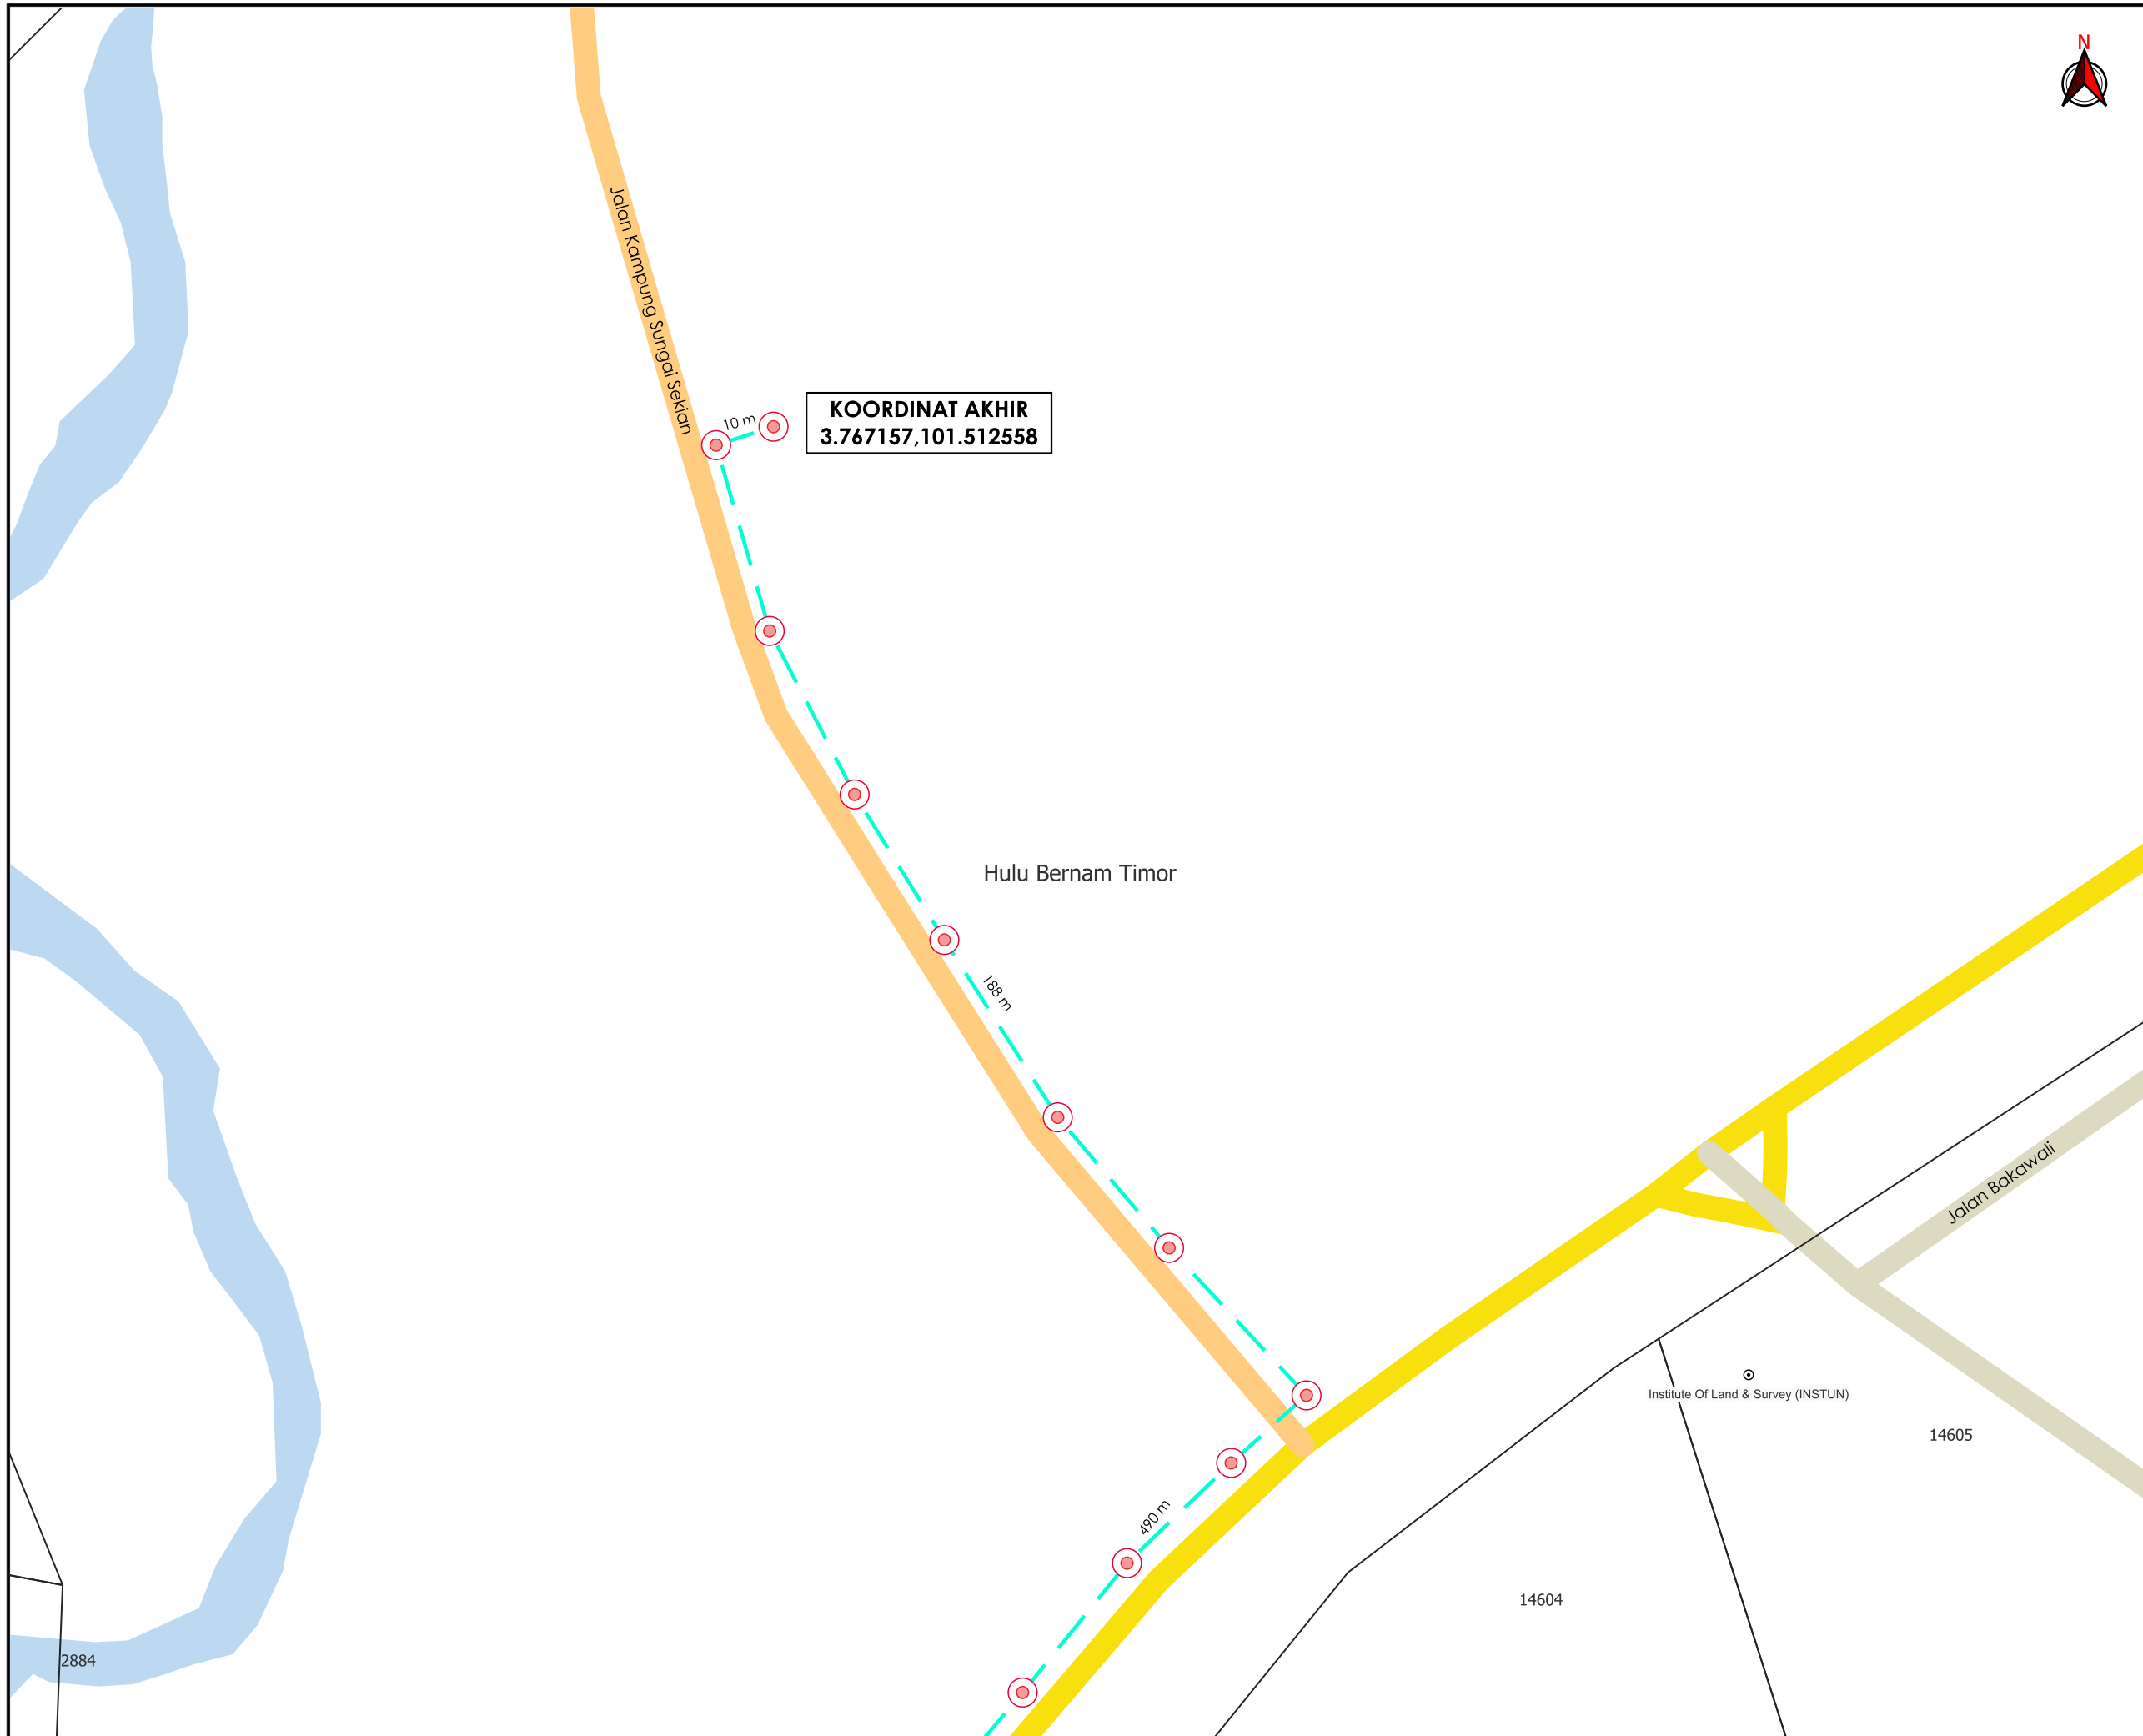 N
Jalan Kampung Sungai Sekian
10 m
KOORDINAT AKHIR
3.767157,101.512558
Hulu Bernam Timor
188 m
Jalan Bakawali
Institute Of Land & Survey (INSTUN)
14605
490 m
14604
2884